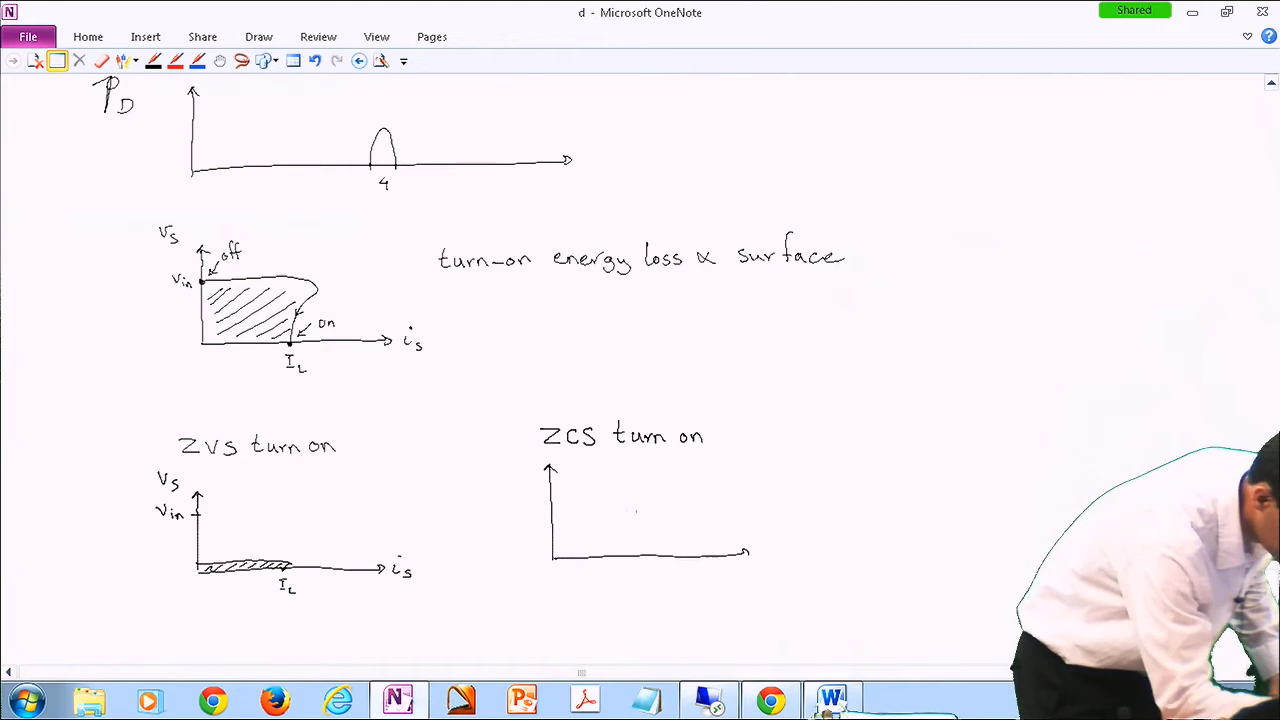 d - Microsoft OneNote
Shared
File Home Insert Share Draw Review View Pages
P_D
4
v_s
off
v_in
turn-on energy loss ∝ surface
on
i_s
I_L
ZVS turn on
ZCS turn on
v_s
v_in
i_s
I_L